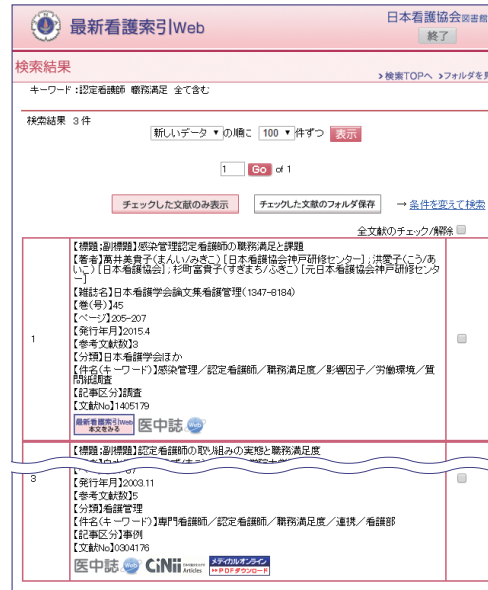 最新看護索引Web
日本看護協会図書館
終了
検索結果
>検索TOPへ >フォルダを見
キーワード:認定看護師 職務満足 全て含む
検索結果 3件
新しいデータ ▼ の順に 100 ▼ 件ずつ 表示
1 Go of 1
チェックした文献のみ表示 チェックした文献のフォルダ保存 → 条件を変えて検索
全文献のチェック/解除
【標題;副標題】感染管理認定看護師の職務満足と課題
【著者】萬井美貴子(まんい/みきこ)[日本看護協会神戸研修センター];洪愛子(こう/あ
いこ)[日本看護協会];杉町富貴子(すぎまち/ふきこ)[元日本看護協会神戸研修センタ
ー]
【雑誌名】日本看護学会論文集看護管理(1347-8184)
【巻(号)】45
【ページ】205-207
【発行年月】2015.4
【参考文献数】3
1
【分類】日本看護学会ほか
【件名(キーワード)】感染管理/認定看護師/職務満足度/影響因子/労働環境/質
問紙調査
【記事区分】調査
【文献No】1405179
最新看護索引Web
本文をみる 医中誌Web
【標題;副標題】認定看護師の取り組みの実態と職務満足度
3
【発行年月】2003.11
【参考文献数】5
【分類】看護管理
【件名(キーワード)】専門看護師/認定看護師/職務満足度/連携/看護部
【記事区分】事例
【文献No】0304176
医中誌Web CiNii Articles メディカルオンライン
PDFダウンロード